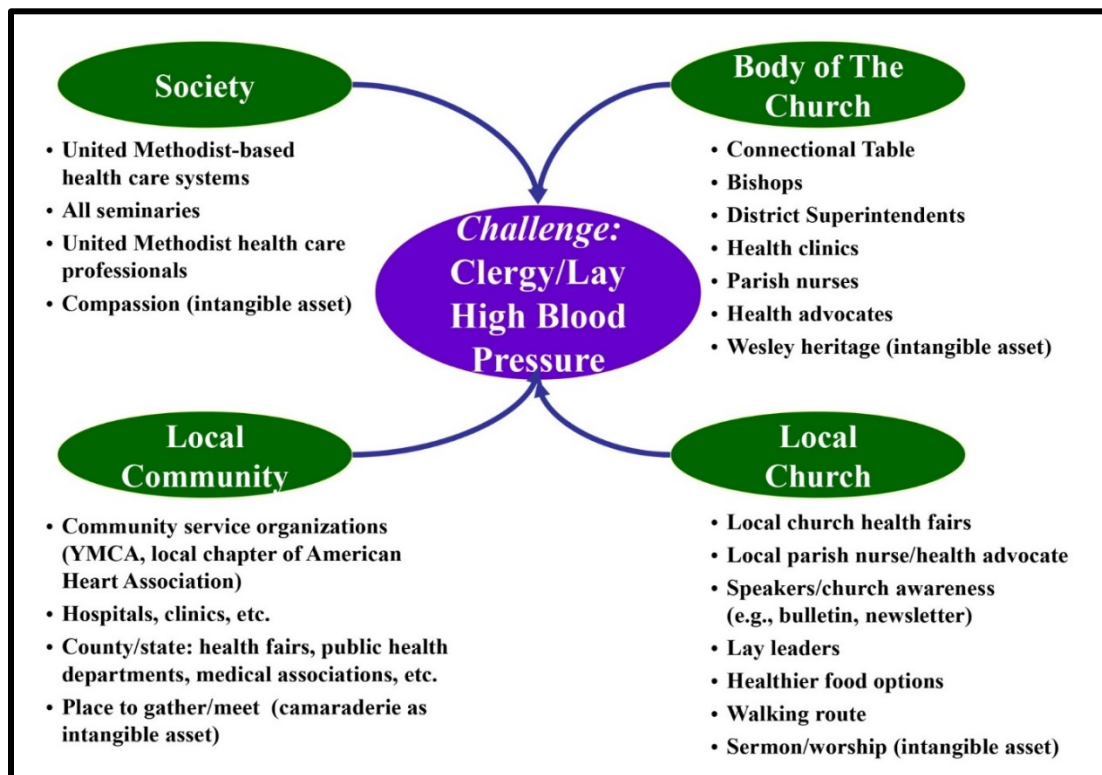 Society
• United Methodist-based
health care systems
• All seminaries
• United Methodist health care
professionals
• Compassion (intangible asset)
Body of The
Church
• Connectional Table
• Bishops
• District Superintendents
• Health clinics
• Parish nurses
• Health advocates
• Wesley heritage (intangible asset)
Challenge:
Clergy/Lay
High Blood
Pressure
Local
Community
• Community service organizations
(YMCA, local chapter of American
Heart Association)
• Hospitals, clinics, etc.
• County/state: health fairs, public health
departments, medical associations, etc.
• Place to gather/meet (camaraderie as
intangible asset)
Local
Church
• Local church health fairs
• Local parish nurse/health advocate
• Speakers/church awareness
(e.g., bulletin, newsletter)
• Lay leaders
• Healthier food options
• Walking route
• Sermon/worship (intangible asset)